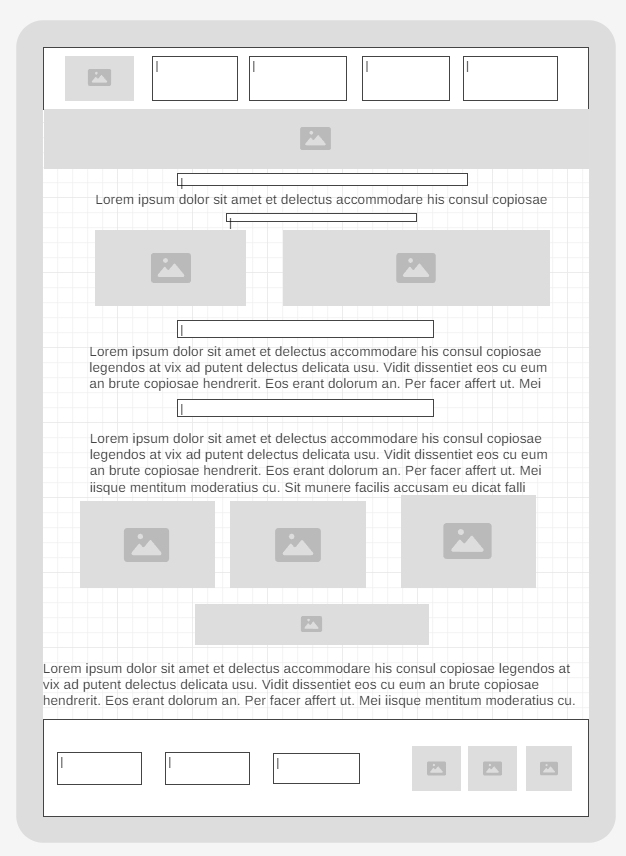 Lorem ipsum dolor sit amet et delectus accommodare his consul copiosae
Lorem ipsum dolor sit amet et delectus accommodare his consul copiosae
legendos at vix ad putent delectus delicata usu. Vidit dissentiet eos cu eum
an brute copiosae hendrerit. Eos erant dolorum an. Per facer affert ut. Mei
Lorem ipsum dolor sit amet et delectus accommodare his consul copiosae
legendos at vix ad putent delectus delicata usu. Vidit dissentiet eos cu eum
an brute copiosae hendrerit. Eos erant dolorum an. Per facer affert ut. Mei
iisque mentitum moderatius cu. Sit munere facilis accusam eu dicat falli
Lorem ipsum dolor sit amet et delectus accommodare his consul copiosae legendos at
vix ad putent delectus delicata usu. Vidit dissentiet eos cu eum an brute copiosae
hendrerit. Eos erant dolorum an. Per facer affert ut. Mei iisque mentitum moderatius cu.